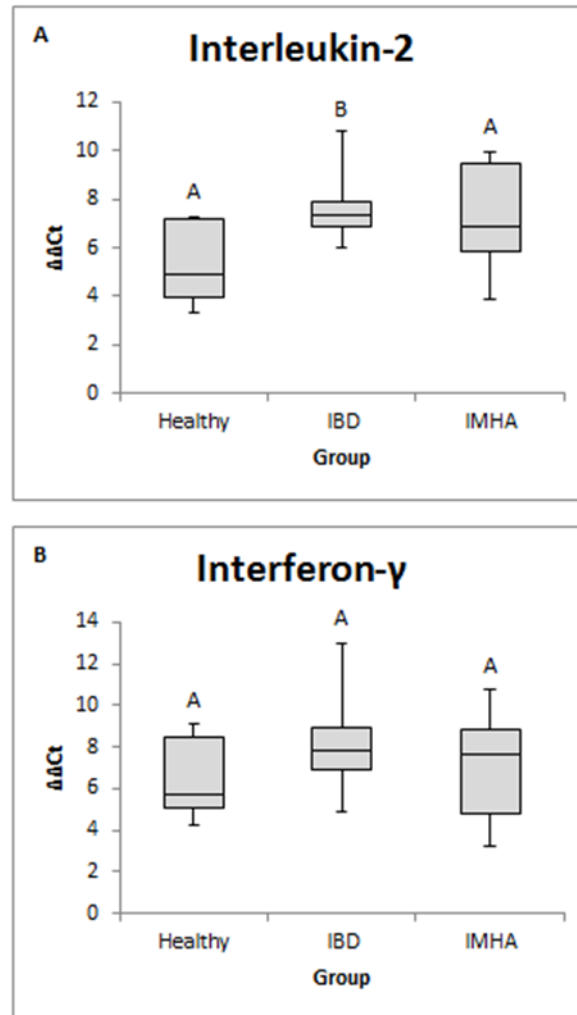 A
Interleukin-2
12
10
8
6
4
2
0
ΔΔCt
A
B
A
Healthy IBD IMHA
Group
B
Interferon-γ
14
12
10
8
6
4
2
0
ΔΔCt
A
A
A
Healthy IBD IMHA
Group